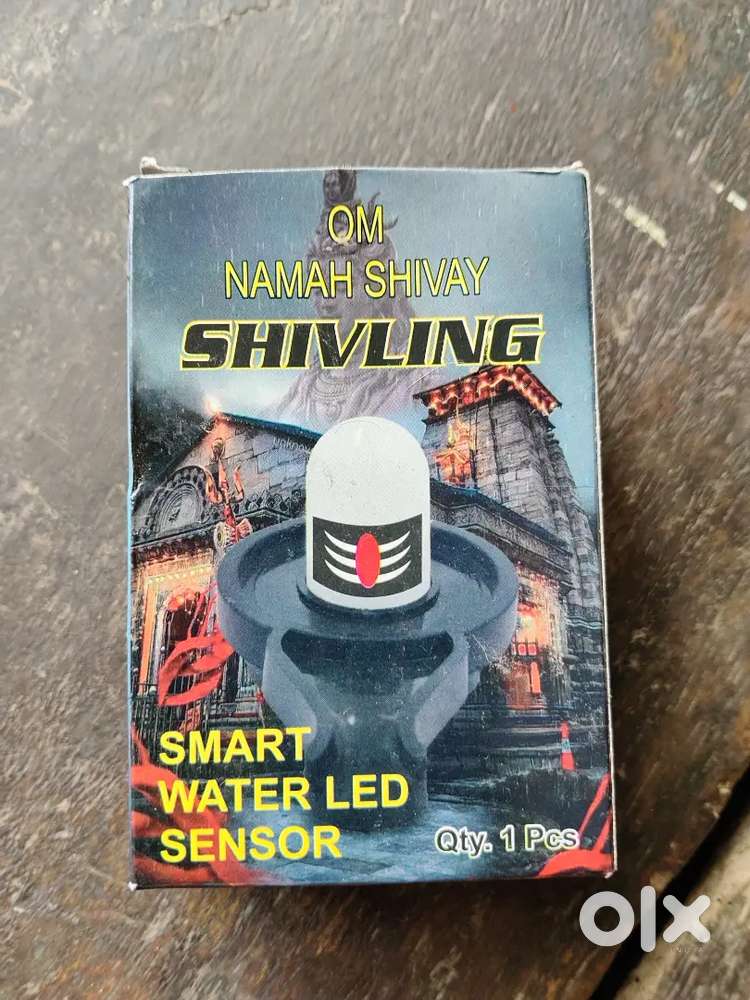 OM
NAMAH SHIVAY
SHIVLING
SMART
WATER LED
SENSOR
Qty. 1 Pcs
olx